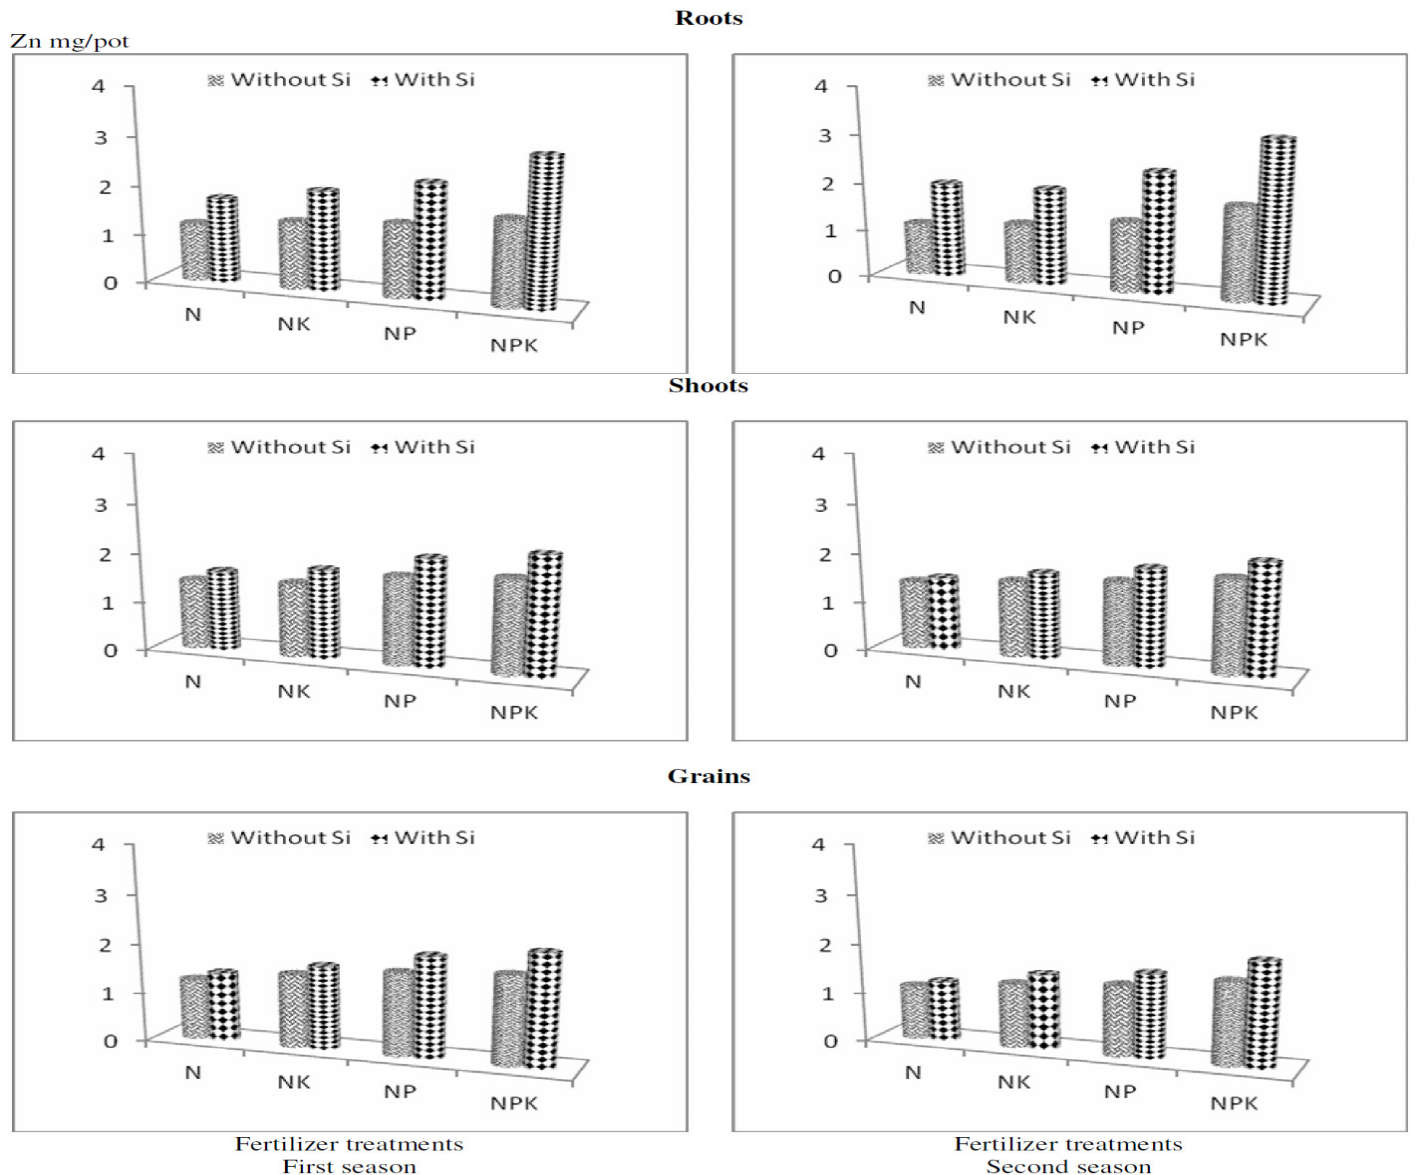 Roots
Zn mg/pot
Without Si With Si
4
3
2
1
0
N
NK
NP
NPK
Without Si With Si
4
3
2
1
0
N
NK
NP
NPK
Shoots
Without Si With Si
4
3
2
1
0
N
NK
NP
NPK
Without Si With Si
4
3
2
1
0
N
NK
NP
NPK
Grains
Without Si With Si
4
3
2
1
0
N
NK
NP
NPK
Without Si With Si
4
3
2
1
0
N
NK
NP
NPK
Fertilizer treatments
First season
Fertilizer treatments
Second season